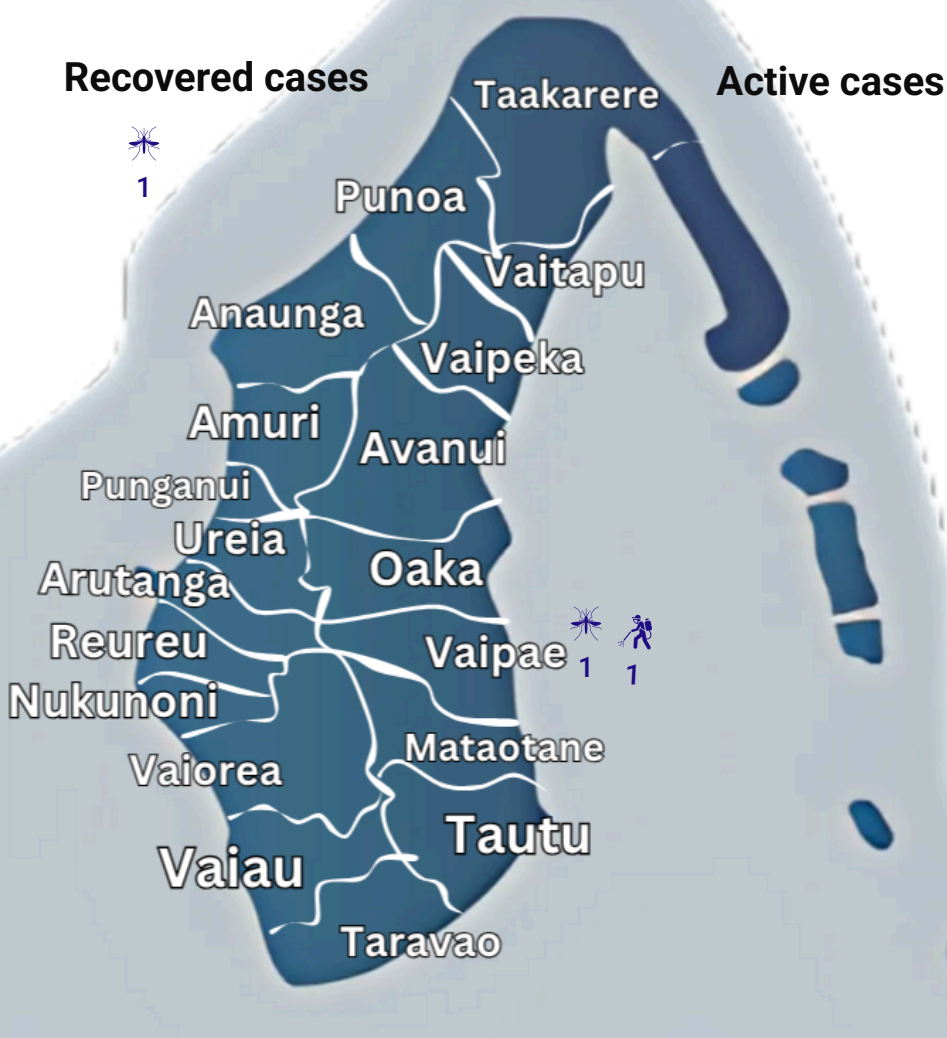 Recovered cases
Active cases
1
Taakarere
Punoa
Vaitapu
Anaunga
Vaipeka
Amuri
Avanui
Punganui
Ureia
Oaka
Arutanga
Reureu
Vaipae
1
1
Nukunoni
Mataotane
Vaiorea
Tautu
Vaiau
Taravao